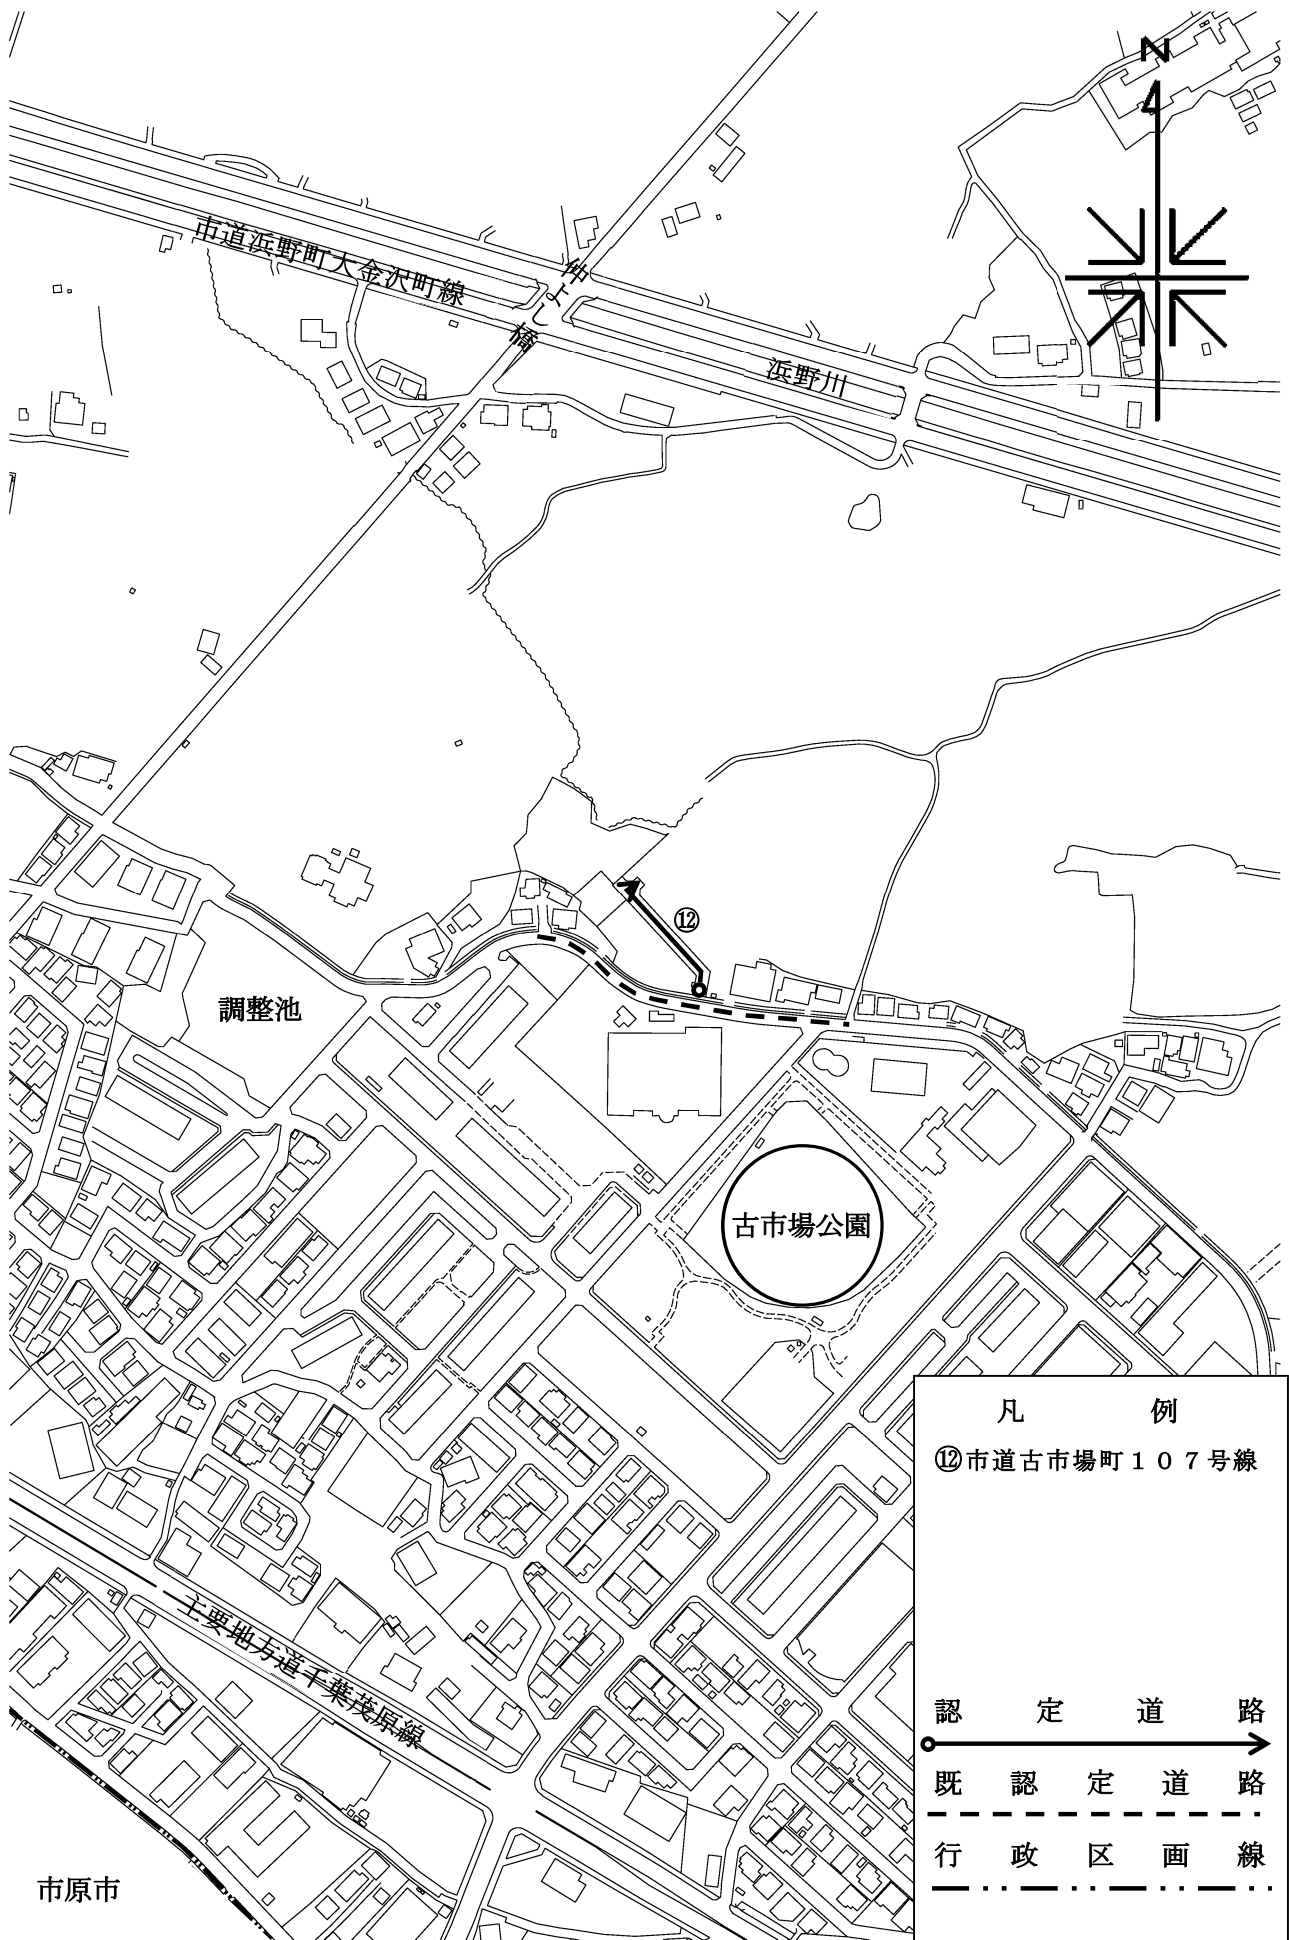 N
市道浜野町大金沢町線
仲よし橋
浜野川
⑫
調整池
古市場公園
主要地方道千葉茂原線
市原市
凡 例
⑫市道古市場町107号線
認定道路
既認定道路
行政区画線